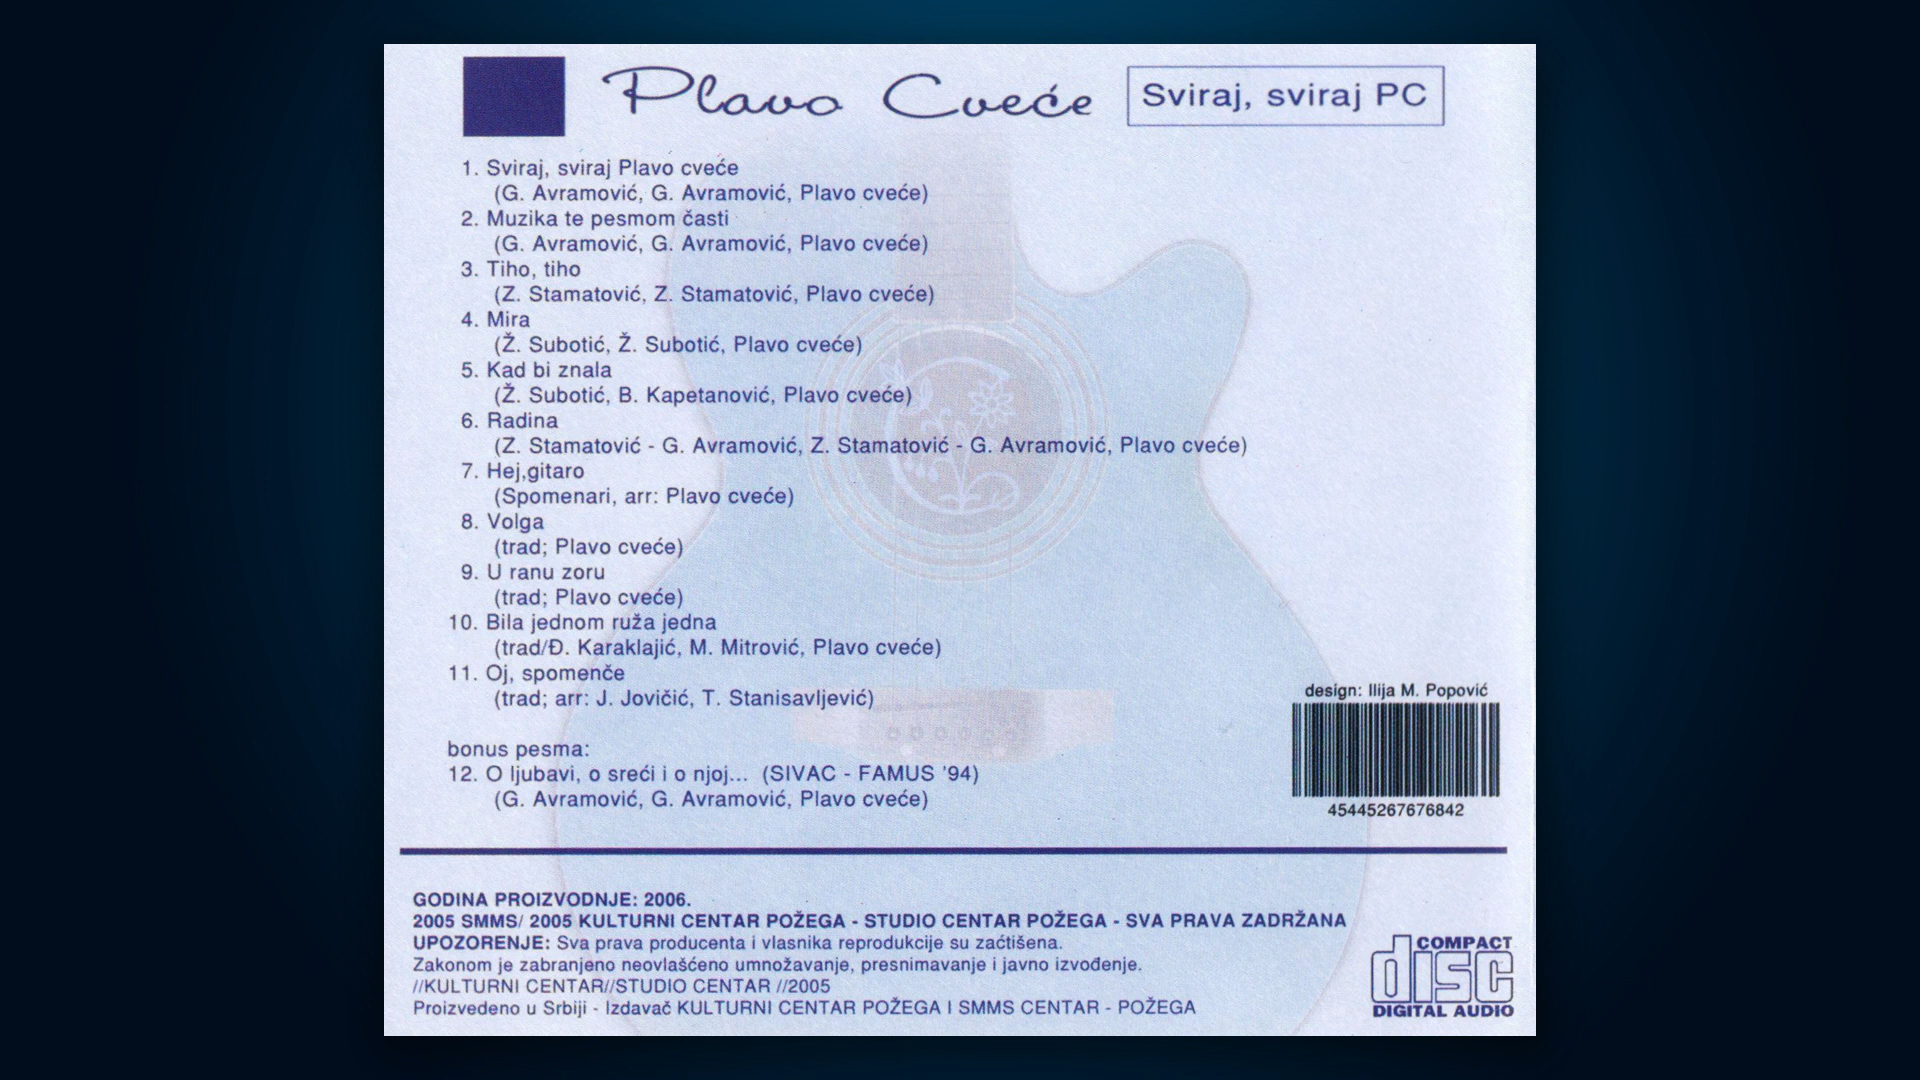 Plavo Cveće
Sviraj, sviraj PC
1. Sviraj, sviraj Plavo cveće
(G. Avramović, G. Avramović, Plavo cveće)
2. Muzika te pesmom časti
(G. Avramović, G. Avramović, Plavo cveće)
3. Tiho, tiho
(Z. Stamatović, Z. Stamatović, Plavo cveće)
4. Mira
(Ž. Subotić, Ž. Subotić, Plavo cveće)
5. Kad bi znala
(Ž. Subotić, B. Kapetanović, Plavo cveće)
6. Radina
(Z. Stamatović - G. Avramović, Z. Stamatović - G. Avramović, Plavo cveće)
7. Hej,gitaro
(Spomenari, arr: Plavo cveće)
8. Volga
(trad; Plavo cveće)
9. U ranu zoru
(trad; Plavo cveće)
10. Bila jednom ruža jedna
(trad/Đ. Karaklajić, M. Mitrović, Plavo cveće)
11. Oj, spomenče
(trad; arr: J. Jovičić, T. Stanisavljević)
bonus pesma:
12. O ljubavi, o sreći i o njoj... (SIVAC - FAMUS '94)
(G. Avramović, G. Avramović, Plavo cveće)
design: Ilija M. Popović
45445267676842
GODINA PROIZVODNJE: 2006.
2005 SMMS/ 2005 KULTURNI CENTAR POŽEGA - STUDIO CENTAR POŽEGA - SVA PRAVA ZADRŽANA
UPOZORENJE: Sva prava producenta i vlasnika reprodukcije su zaćtišena.
Zakonom je zabranjeno neovlašćeno umnožavanje, presnimavanje i javno izvođenje.
//KULTURNI CENTAR//STUDIO CENTAR //2005
Proizvedeno u Srbiji - Izdavač KULTURNI CENTAR POŽEGA I SMMS CENTAR - POŽEGA
COMPACT
disc
DIGITAL AUDIO